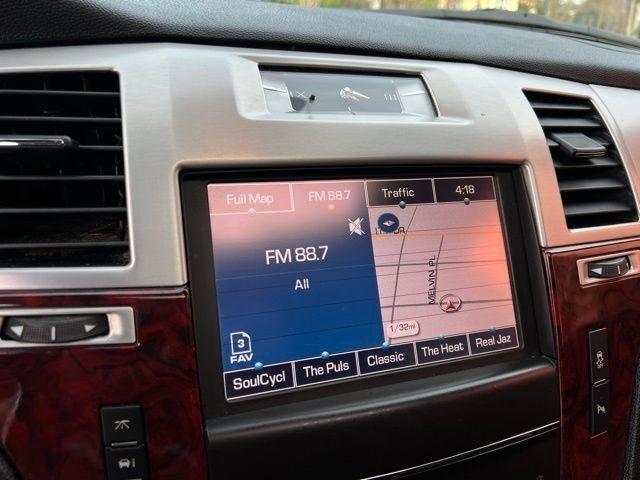 Full Map FM 88.7 Traffic 4:18
FM 88.7
All
MELVIN PL
1/32mi
3
FAV
SoulCycl The Puls Classic The Heat Real Jaz